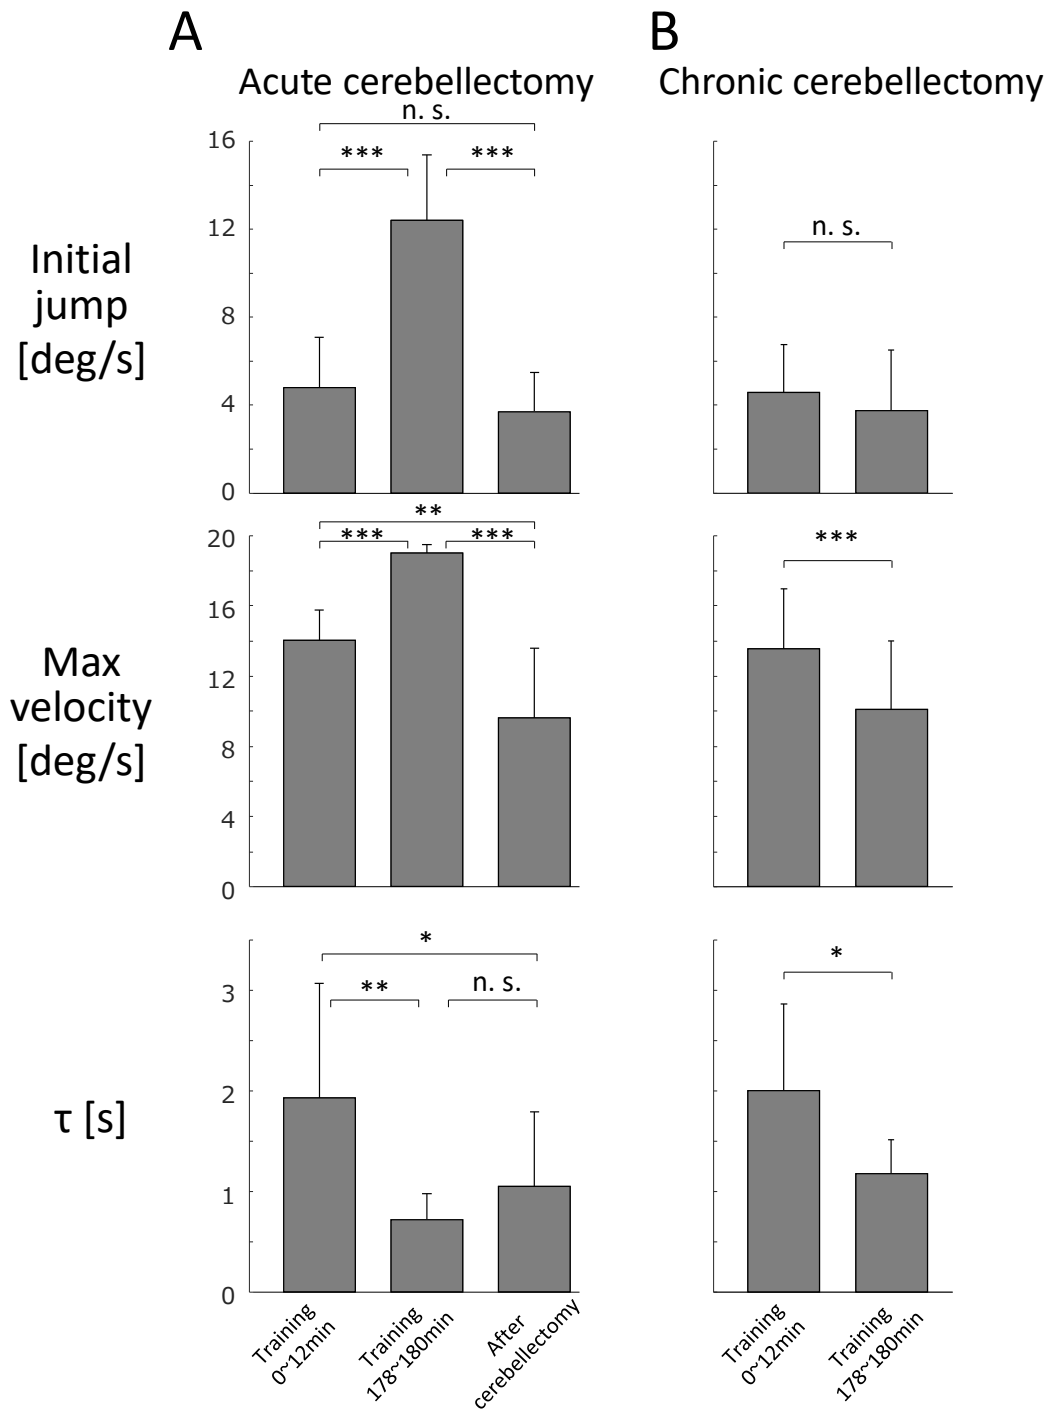 A
B
Acute cerebellectomy
Chronic cerebellectomy
n. s.
***
***
16
12
8
4
0
Initial
jump
[deg/s]
n. s.
**
***
***
20
16
12
8
4
0
Max
velocity
[deg/s]
***
*
**
n. s.
3
2
1
0
τ [s]
*
Training
0~12min
Training
178~180min
After
cerebellectomy
Training
0~12min
Training
178~180min